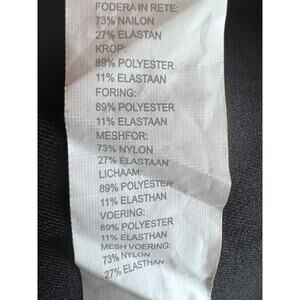 FODERA IN RETE:
73% NAILON
27% ELASTAN
KROP:
89% POLYESTER
11% ELASTAAN
FORING:
89% POLYESTER
11% ELASTAAN
MESHFOR:
73% NYLON
27% ELASTAAN
LICHAAM:
89% POLYESTER
11% ELASTHAN
VOERING:
89% POLYESTER
11% ELASTHAN
MESH VOERING:
73% NYLON
27% ELASTHAN